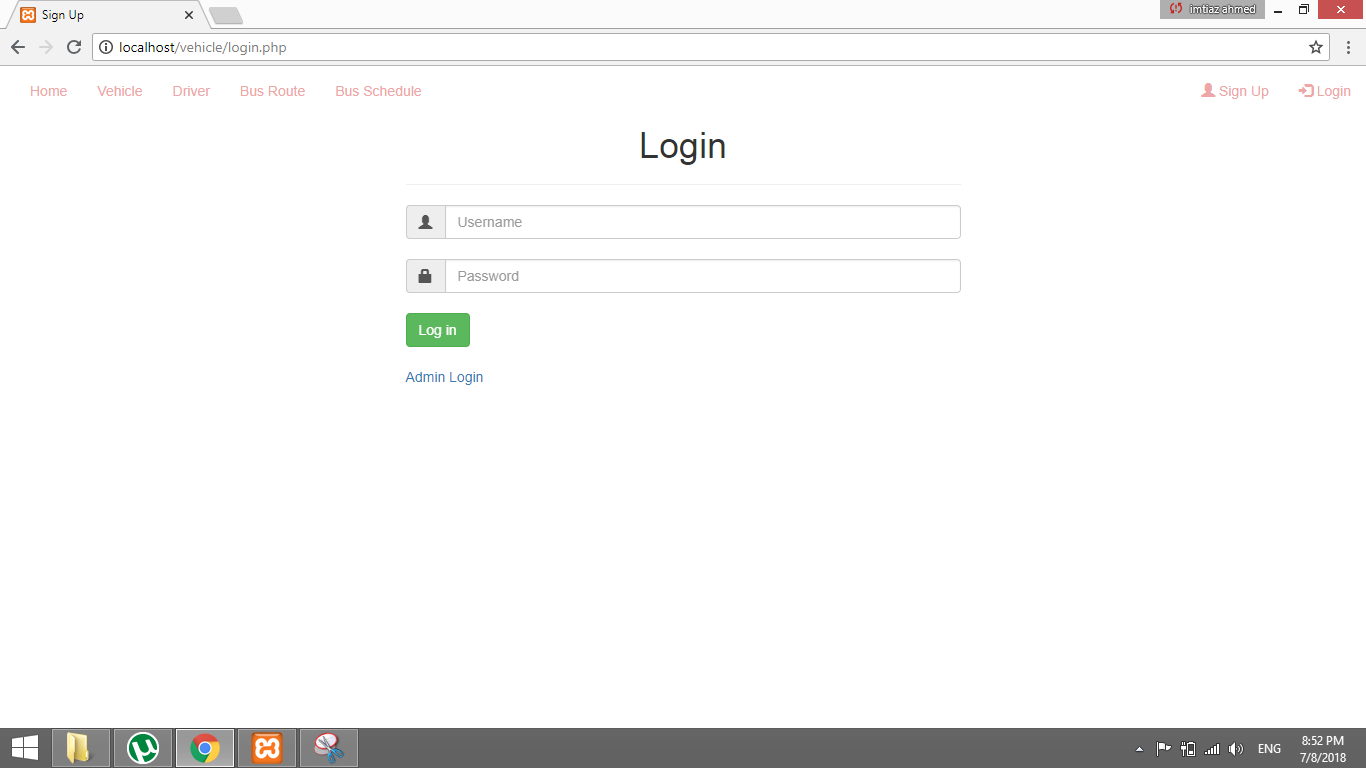 Sign Up
imtiaz ahmed
localhost/vehicle/login.php
Home Vehicle Driver Bus Route Bus Schedule Sign Up Login
Login
Username
Password
Log in
Admin Login
ENG
8:52 PM
7/8/2018